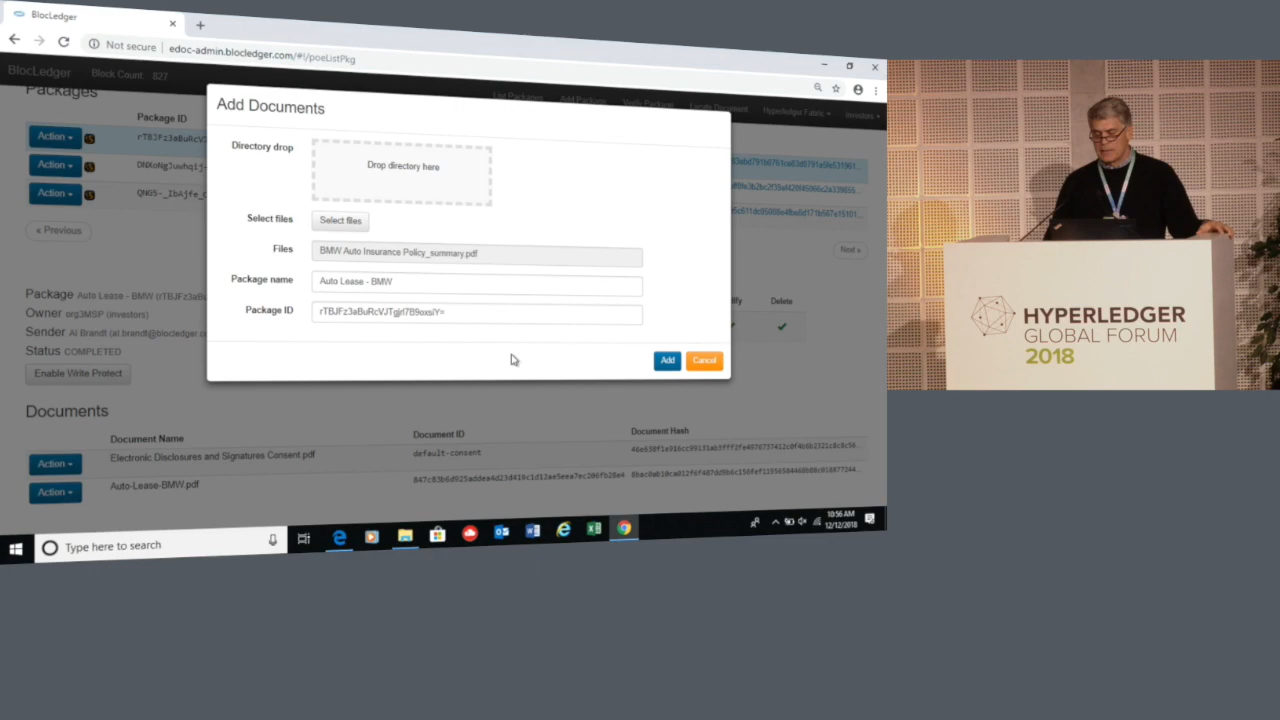 BlocLedger
Not secure | edoc-admin.blocledger.com/#!/poeListPkg
BlocLedger Block Count 827 List Packages Add Package Verify Package Locate Document Hyperledger Fabric Investors
Packages
Package ID
Action
Action
Action
« Previous
Next »
Add Documents
Directory drop
Drop directory here
Select files Select files
Files BMW Auto Insurance Policy_summary.pdf
Package name Auto Lease - BMW
Package ID
Add Cancel
Package Auto Lease - BMW
Owner org3MSP (investors)
Sender Al Brandt
Status COMPLETED
Enable Write Protect
Delete
Documents
Document Name Document ID Document Hash
Action Electronic Disclosures and Signatures Consent.pdf default-consent
Action Auto-Lease-BMW.pdf
Type here to search
10:56 AM
12/12/2018
HYPERLEDGER
GLOBAL FORUM
2018